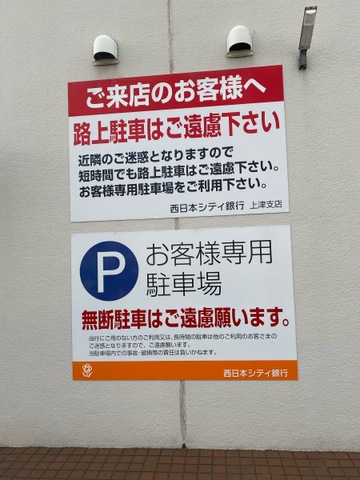 ご来店のお客様へ
路上駐車はご遠慮下さい
近隣のご迷惑となりますので
短時間でも路上駐車はご遠慮下さい。
お客様専用駐車場をご利用下さい。
西日本シティ銀行 上津支店
P お客様専用
駐車場
無断駐車はご遠慮願います。
当行にご用のない方のご利用又は、長時間の駐車は他のご利用のお客さまの
ご迷惑となりますので、ご遠慮願います。
当駐車場内での事故・破損等の責任は負いかねます。
西日本シティ銀行